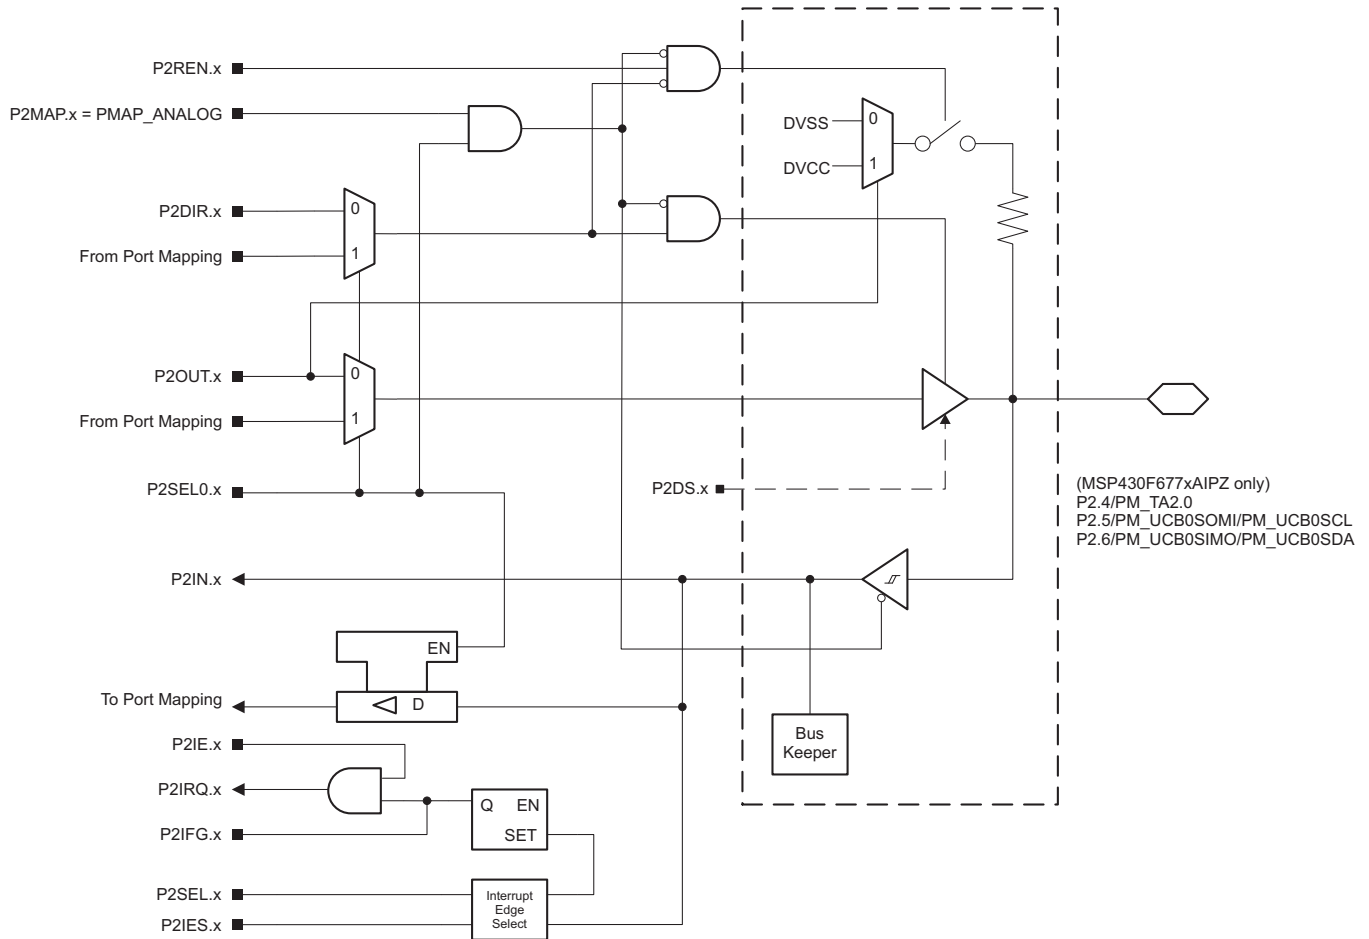 P2REN.x
P2MAP.x = PMAP_ANALOG
DVSS
0
DVCC
1
P2DIR.x
0
From Port Mapping
1
P2OUT.x
0
From Port Mapping
1
P2SEL0.x
P2DS.x
(MSP430F677xAIPZ only)
P2.4/PM_TA2.0
P2.5/PM_UCB0SOMI/PM_UCB0SCL
P2.6/PM_UCB0SIMO/PM_UCB0SDA
P2IN.x
EN
To Port Mapping
D
Bus
Keeper
P2IE.x
P2IRQ.x
Q EN
SET
P2IFG.x
P2SEL.x
P2IES.x
Interrupt
Edge
Select